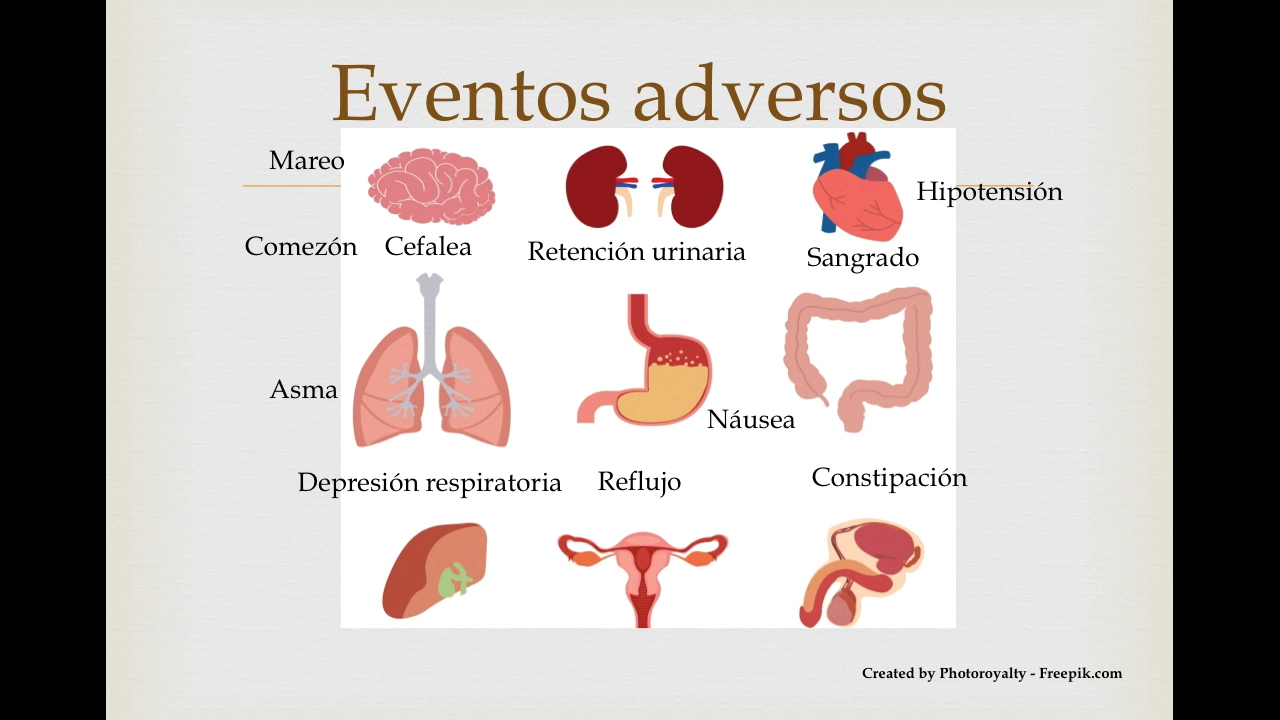 Eventos adversos
Mareo
Hipotensión
Comezón
Cefalea
Retención urinaria
Sangrado
Asma
Náusea
Depresión respiratoria
Reflujo
Constipación
Created by Photoroyalty - Freepik.com